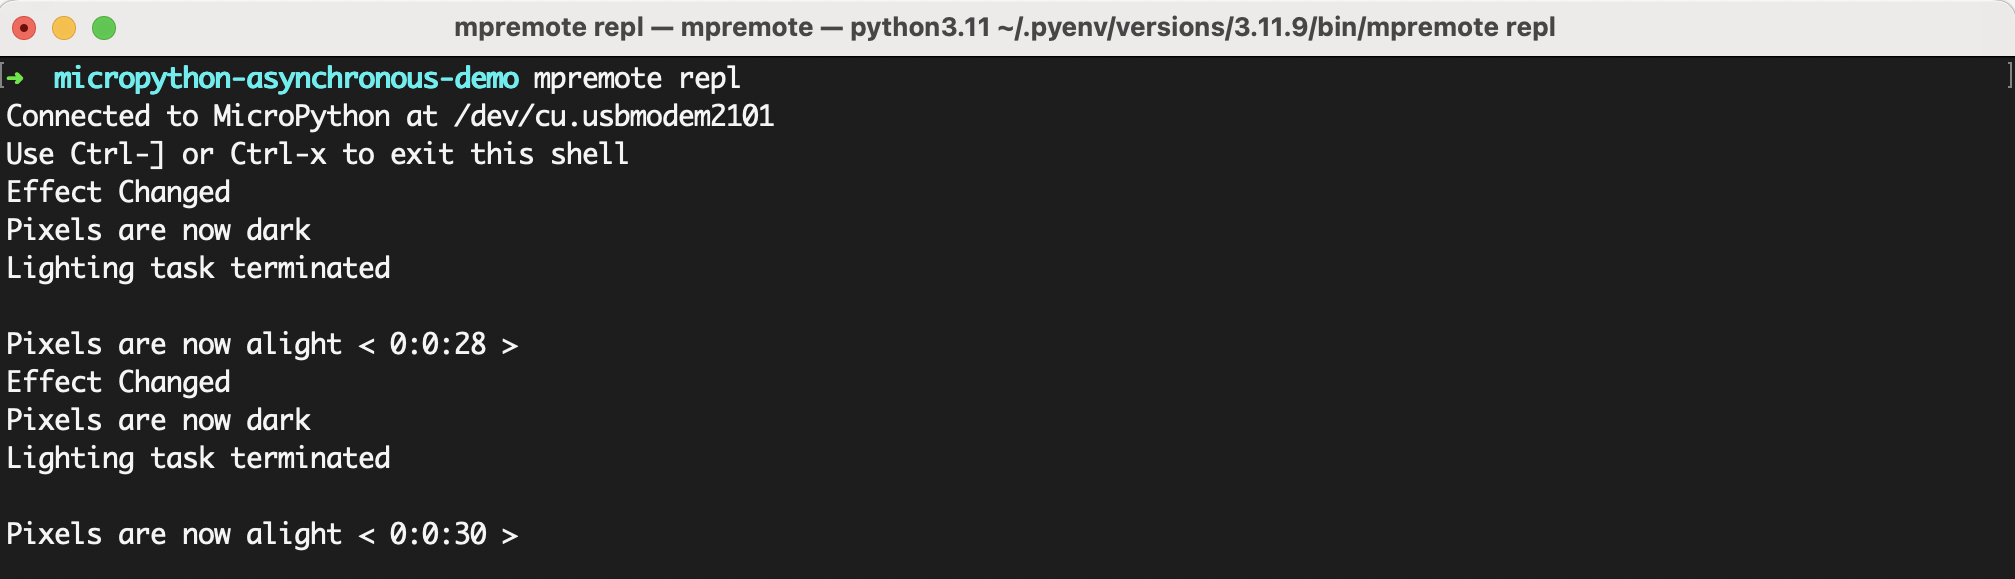 mpremote repl — mpremote — python3.11 ~/.pyenv/versions/3.11.9/bin/mpremote repl
[➜  micropython-asynchronous-demo mpremote repl ]
Connected to MicroPython at /dev/cu.usbmodem2101
Use Ctrl-] or Ctrl-x to exit this shell
Effect Changed
Pixels are now dark
Lighting task terminated

Pixels are now alight < 0:0:28 >
Effect Changed
Pixels are now dark
Lighting task terminated

Pixels are now alight < 0:0:30 >